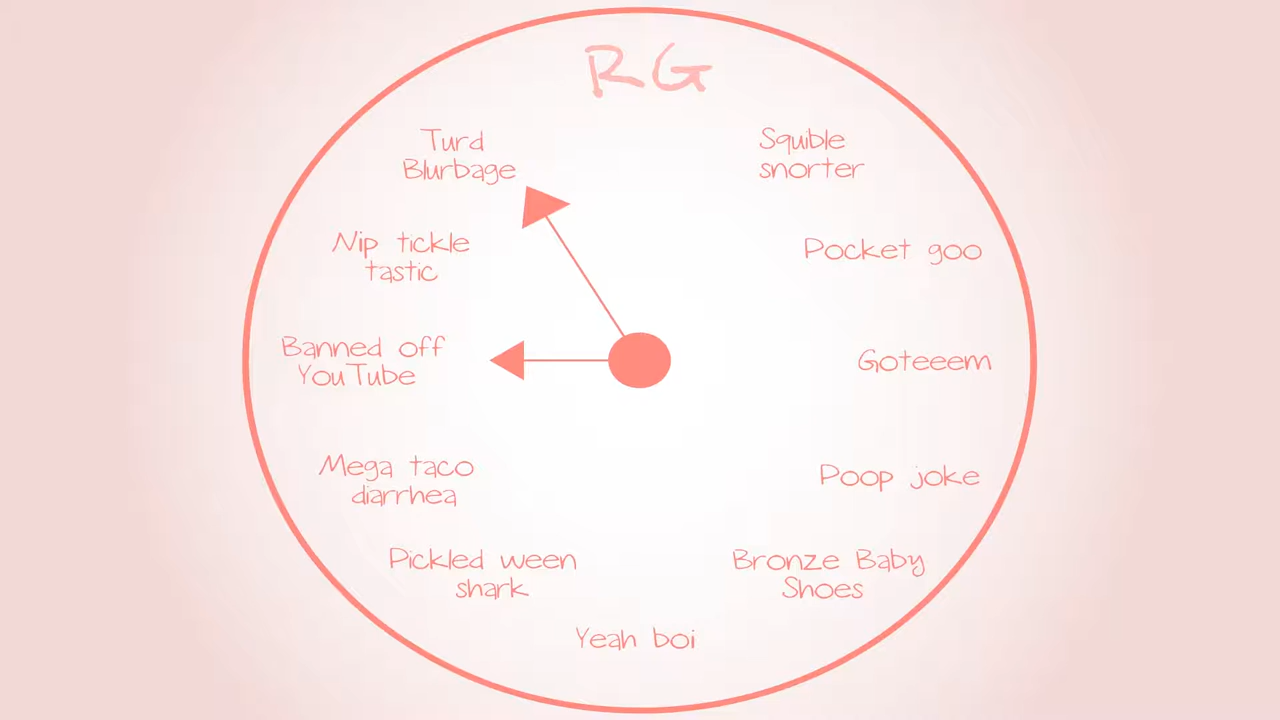 RG
Turd
Blurbage
Squible
snorter
Nip tickle
tastic
Pocket goo
Banned off
YouTube
Goteeem
Mega taco
diarrhea
Poop joke
Pickled ween
shark
Bronze Baby
Shoes
Yeah boi